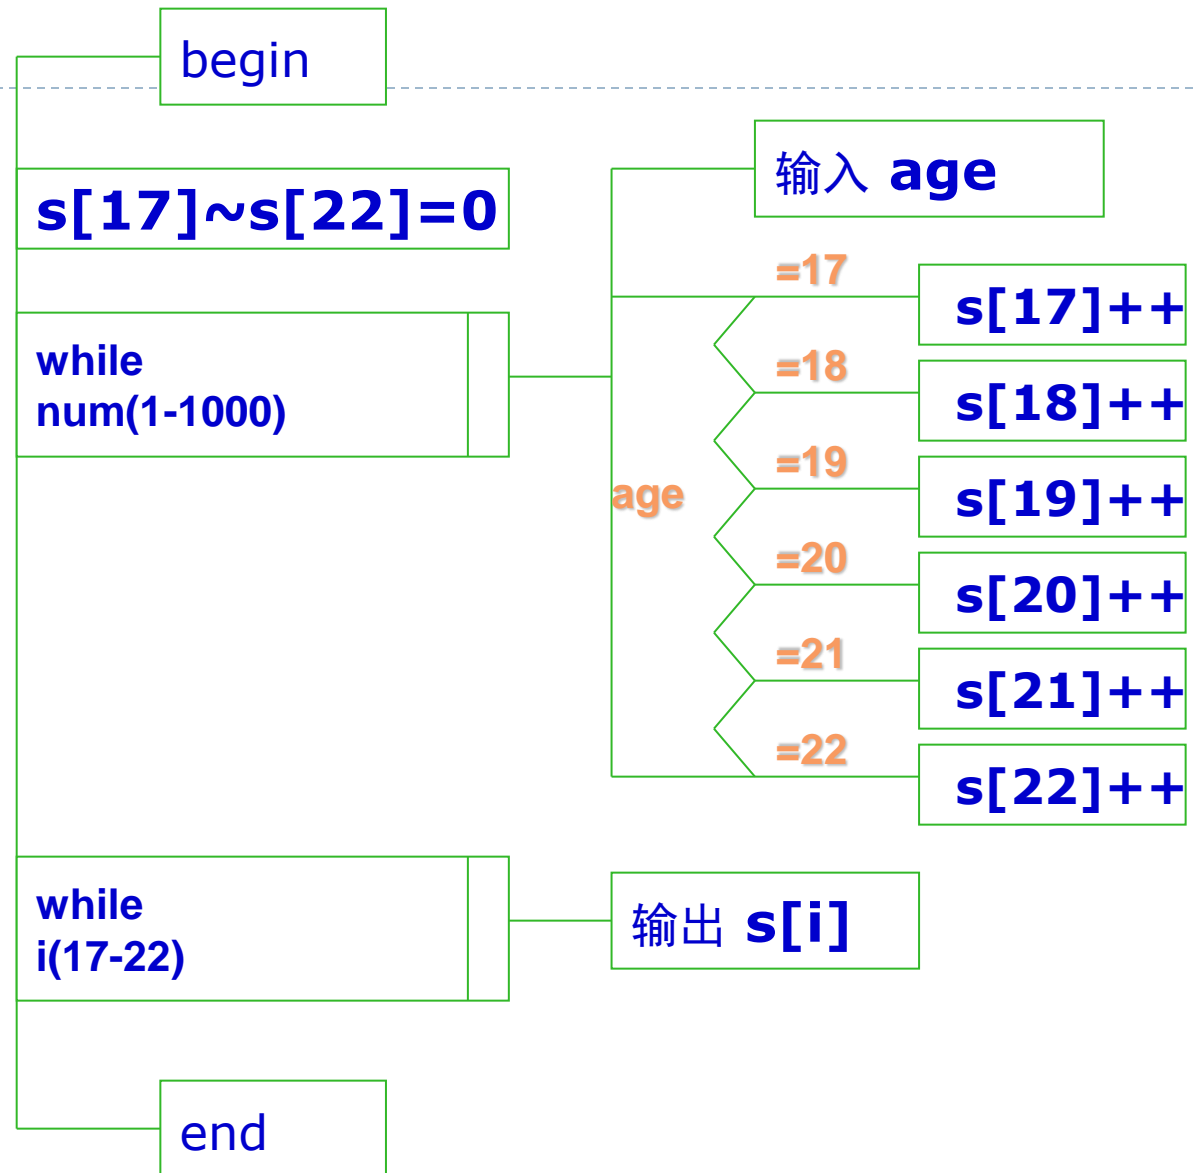 begin
s[17]~s[22]=0
while
num(1-1000)
输入 age
age
=17
s[17]++
=18
s[18]++
=19
s[19]++
=20
s[20]++
=21
s[21]++
=22
s[22]++
while
i(17-22)
输出 s[i]
end